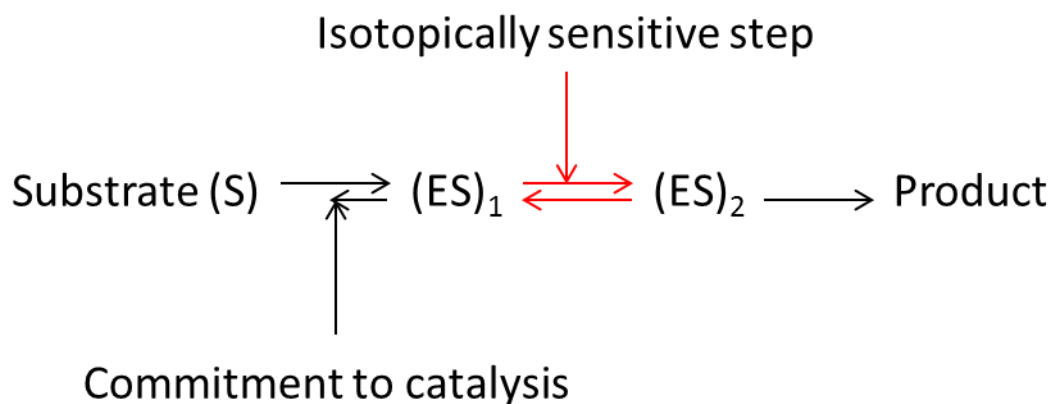 Isotopically sensitive step
Substrate (S) (ES)₁ (ES)₂ Product
Commitment to catalysis